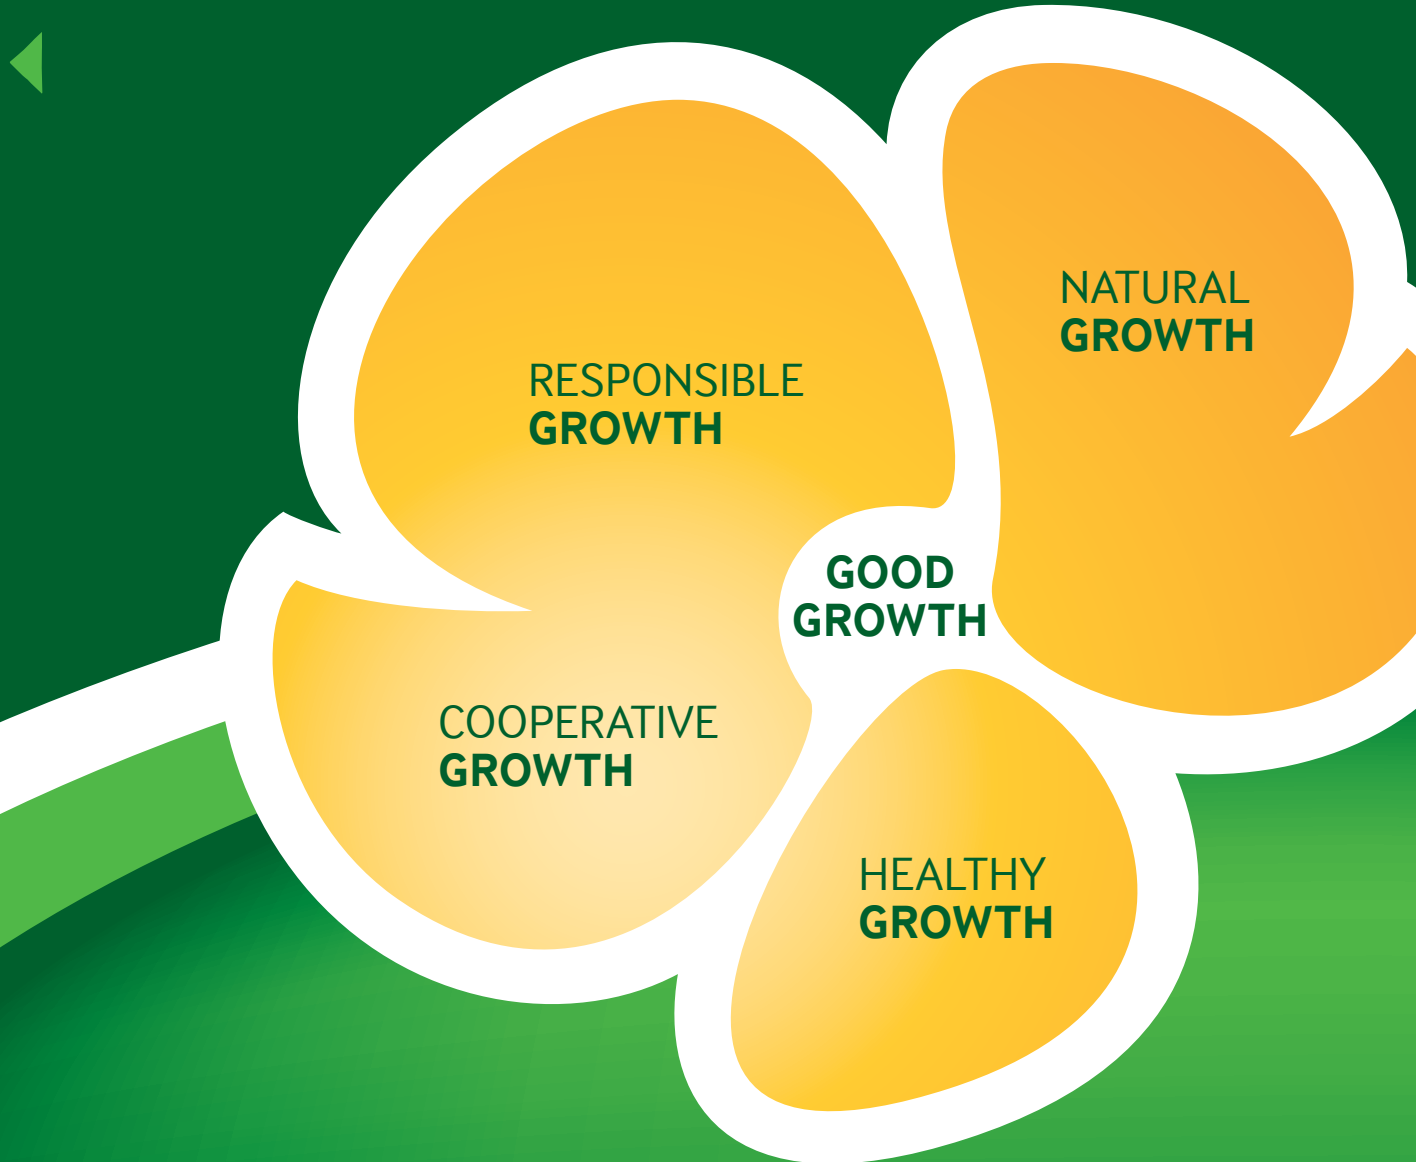 NATURAL
GROWTH
RESPONSIBLE
GROWTH
GOOD
GROWTH
COOPERATIVE
GROWTH
HEALTHY
GROWTH